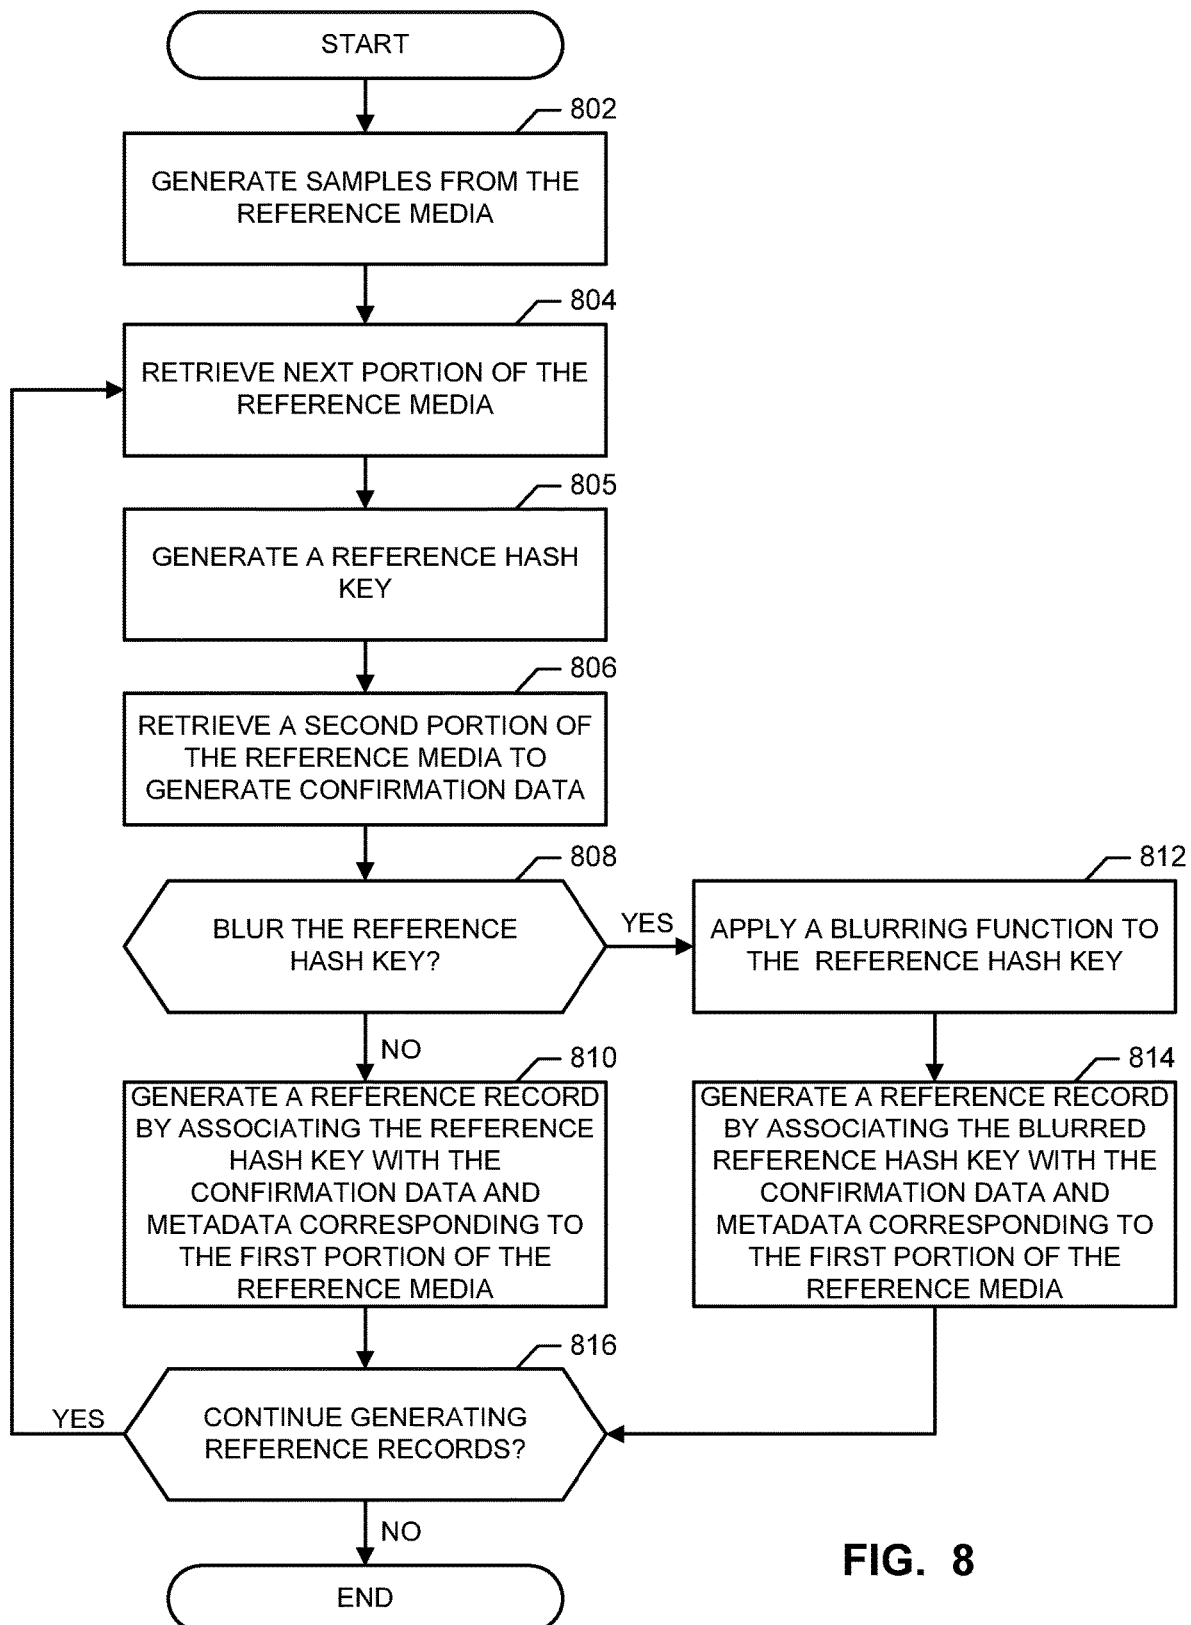 START
802
GENERATE SAMPLES FROM THE
REFERENCE MEDIA
804
RETRIEVE NEXT PORTION OF THE
REFERENCE MEDIA
805
GENERATE A REFERENCE HASH
KEY
806
RETRIEVE A SECOND PORTION OF
THE REFERENCE MEDIA TO
GENERATE CONFIRMATION DATA
808
BLUR THE REFERENCE
HASH KEY?
YES
812
APPLY A BLURRING FUNCTION TO
THE REFERENCE HASH KEY
NO
810
GENERATE A REFERENCE RECORD
BY ASSOCIATING THE REFERENCE
HASH KEY WITH THE
CONFIRMATION DATA AND
METADATA CORRESPONDING TO
THE FIRST PORTION OF THE
REFERENCE MEDIA
814
GENERATE A REFERENCE RECORD
BY ASSOCIATING THE BLURRED
REFERENCE HASH KEY WITH THE
CONFIRMATION DATA AND
METADATA CORRESPONDING TO
THE FIRST PORTION OF THE
REFERENCE MEDIA
816
YES
CONTINUE GENERATING
REFERENCE RECORDS?
NO
END
FIG. 8